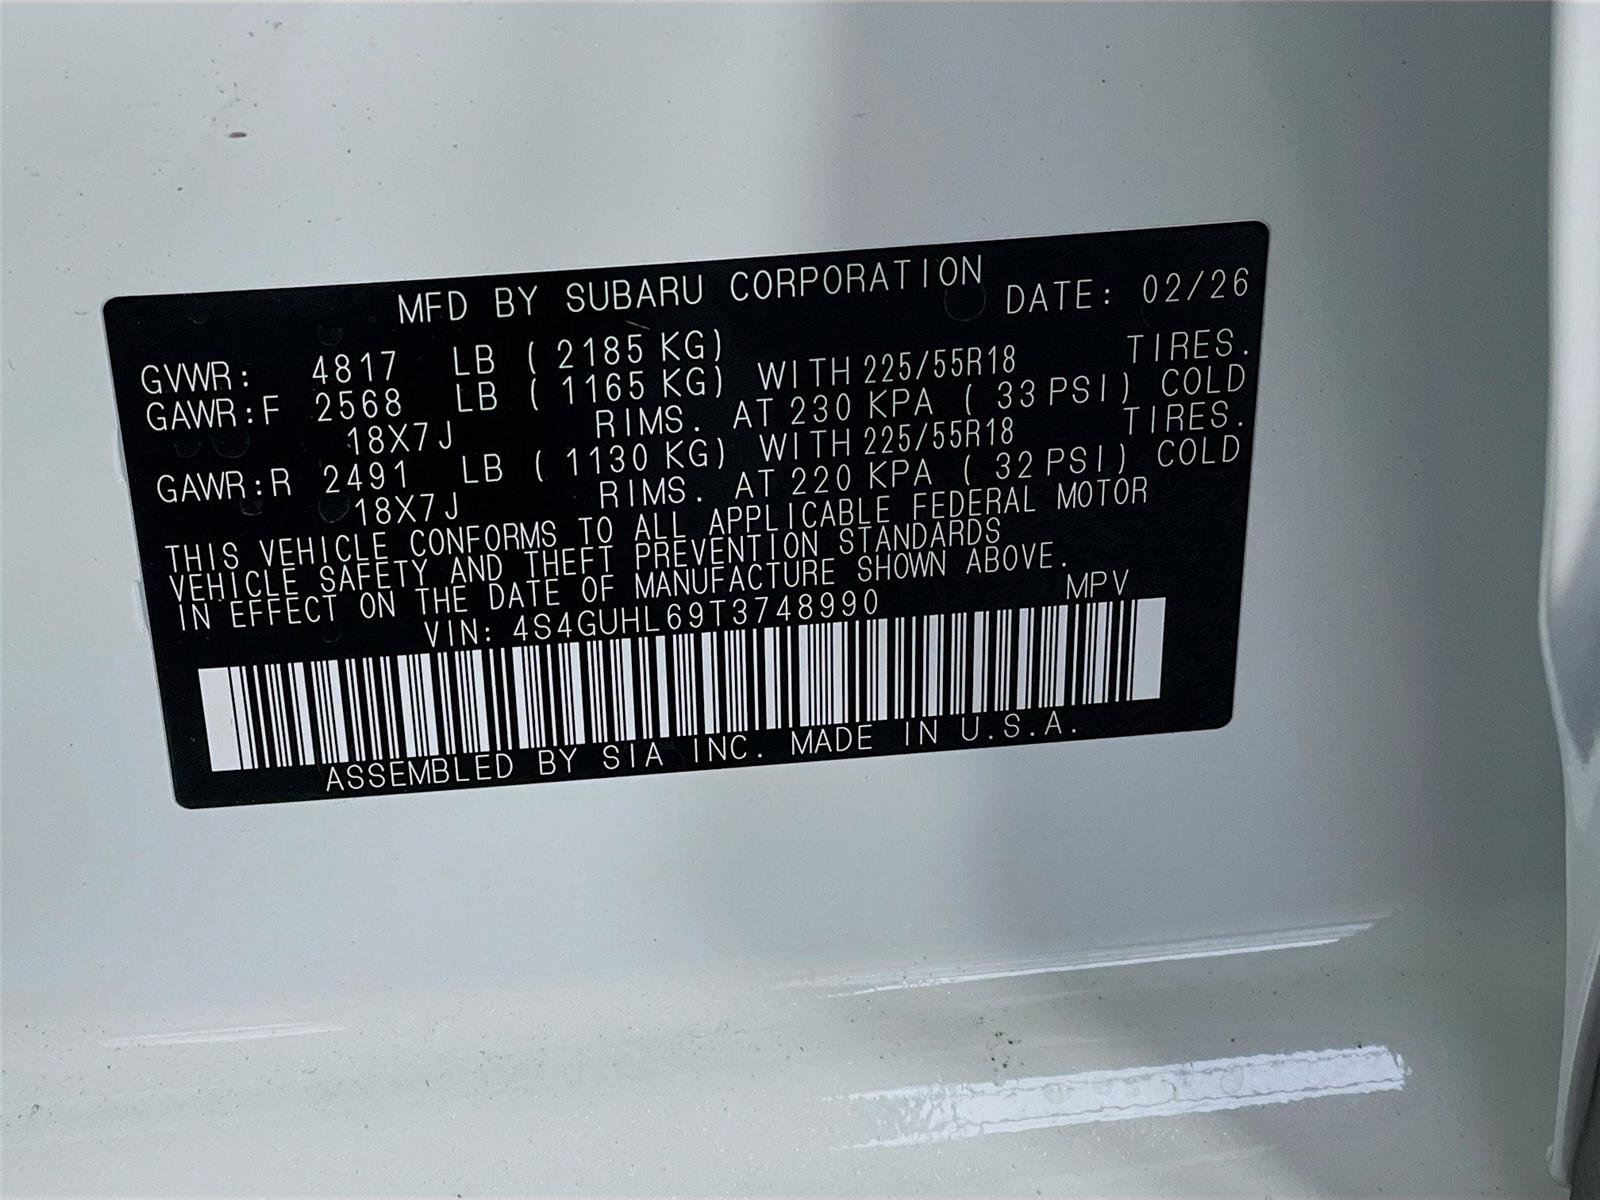 MFD BY SUBARU CORPORATION DATE: 02/26
GVWR: 4817 LB ( 2185 KG)
GAWR:F 2568 LB ( 1165 KG) WITH 225/55R18 TIRES.
18X7J RIMS. AT 230 KPA ( 33 PSI) COLD
GAWR:R 2491 LB ( 1130 KG) WITH 225/55R18 TIRES.
18X7J RIMS. AT 220 KPA ( 32 PSI) COLD
THIS VEHICLE CONFORMS TO ALL APPLICABLE FEDERAL MOTOR
VEHICLE SAFETY AND THEFT PREVENTION STANDARDS
IN EFFECT ON THE DATE OF MANUFACTURE SHOWN ABOVE.
VIN: 4S4GUHL69T3748990 MPV
ASSEMBLED BY SIA INC. MADE IN U.S.A.